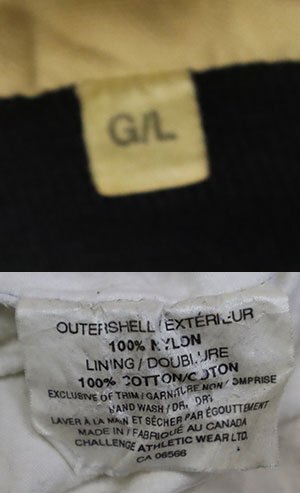 G/L
OUTERSHELL / EXTÉRIEUR
100% NYLON
LINING / DOUBLURE
100% COTTON/COTON
EXCLUSIVE OF TRIM / GARNITURE NON COMPRISE
HAND WASH / DRIP DRY
LAVER À LA MAIN ET SÉCHER PAR ÉGOUTTEMENT
MADE IN / FABRIQUÉ AU CANADA
CHALLENGE ATHLETIC WEAR LTD.
CA 06566